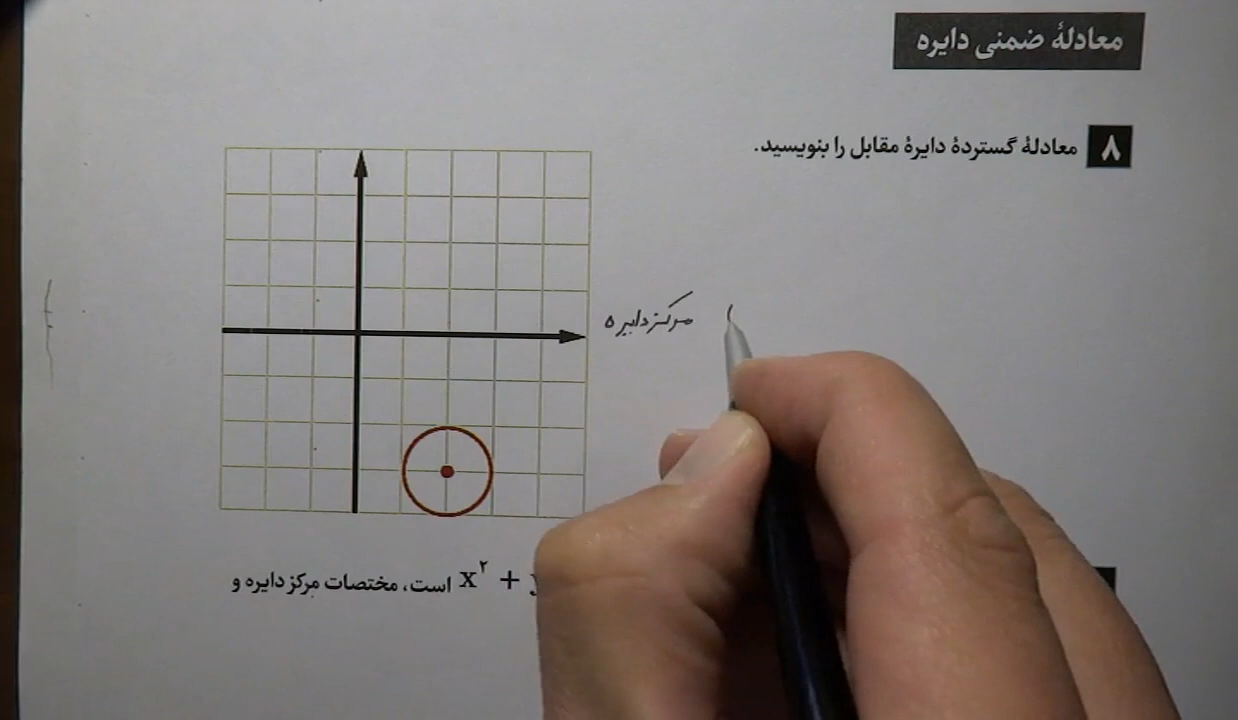 معادلهٔ ضمنی دایره
۸ معادلهٔ گستردهٔ دایرهٔ مقابل را بنویسید.
مرکز دایره (
x۲ + است، مختصات مرکز دایره و